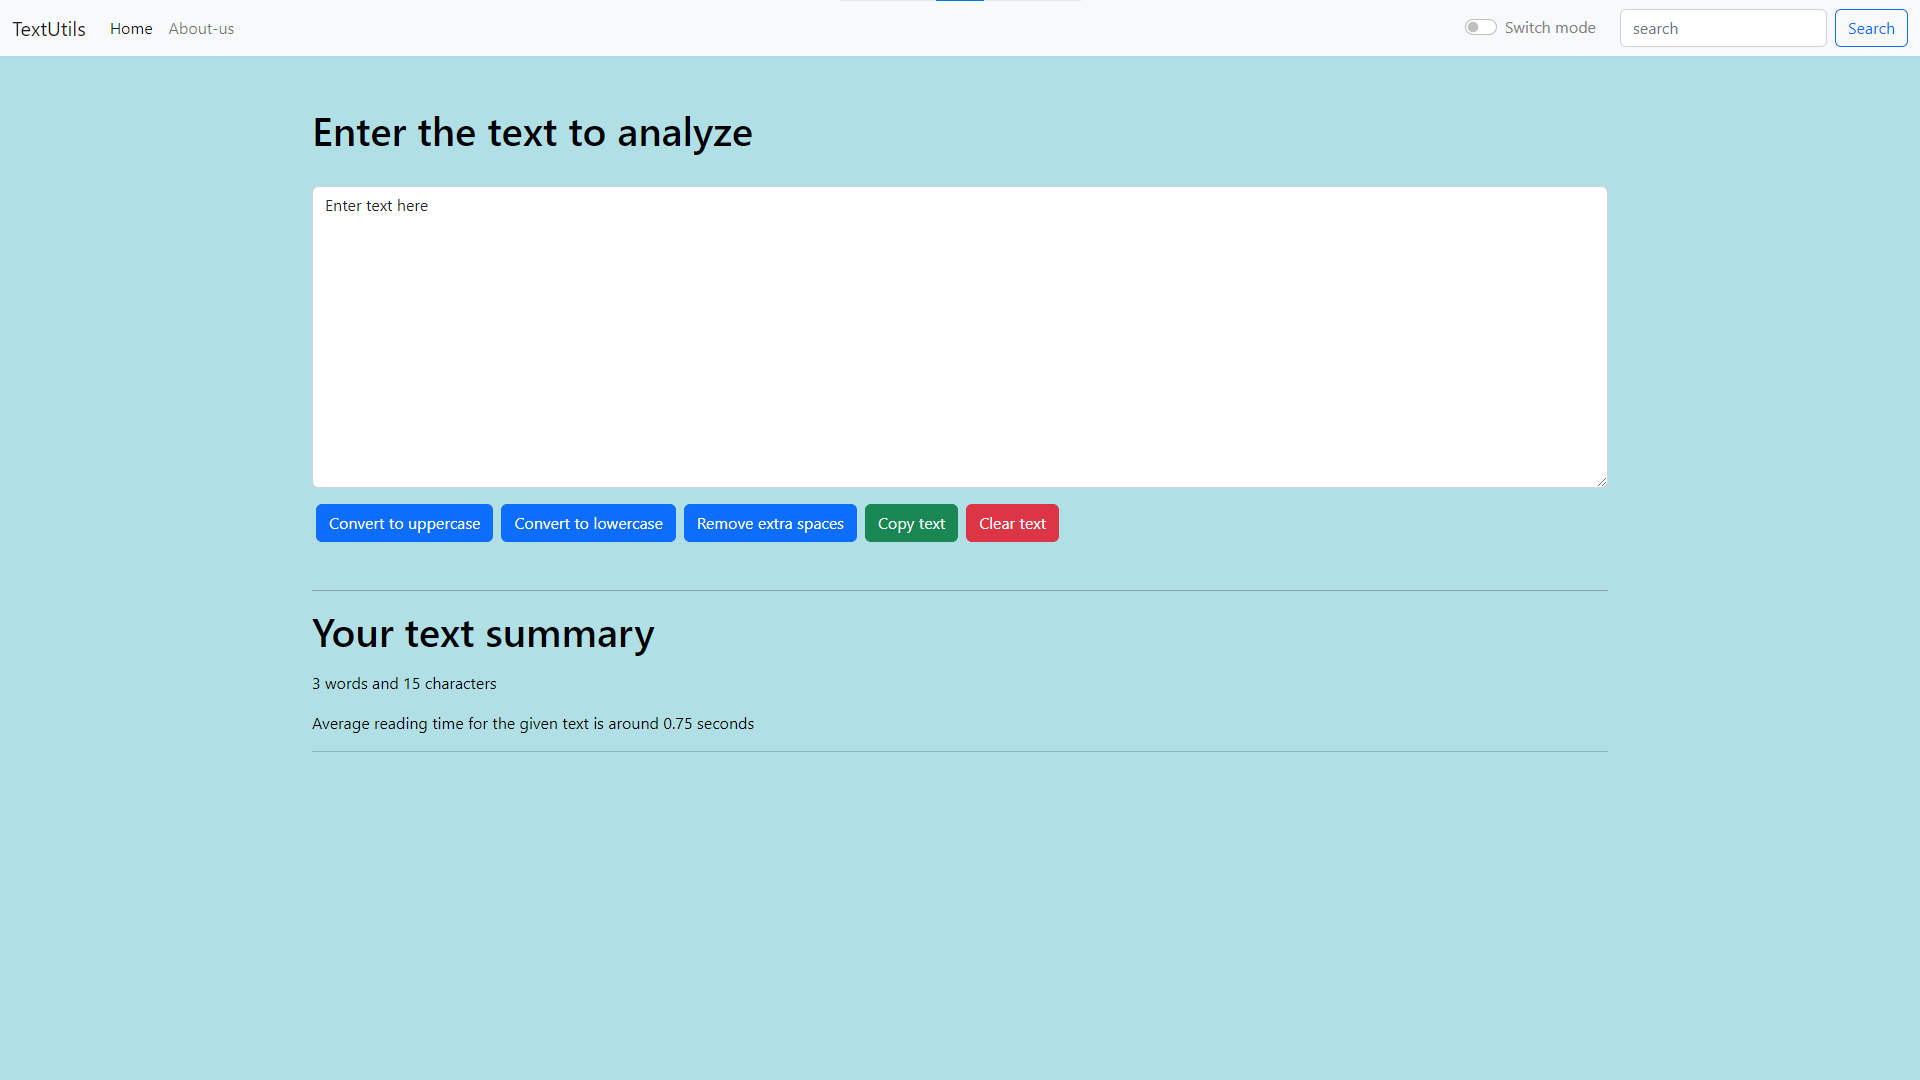 TextUtils Home About-us Switch mode search Search
Enter the text to analyze
Enter text here
Convert to uppercase Convert to lowercase Remove extra spaces Copy text Clear text
Your text summary
3 words and 15 characters
Average reading time for the given text is around 0.75 seconds